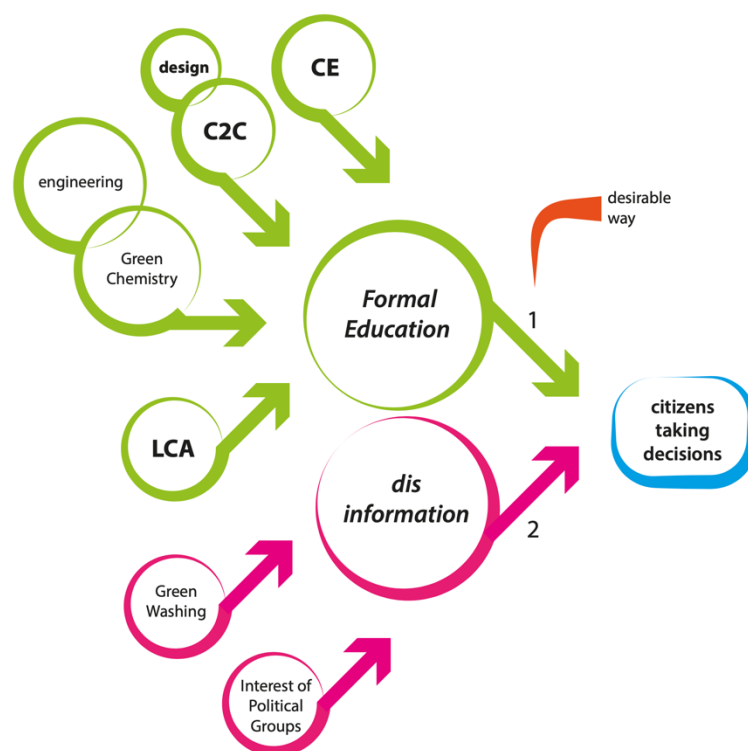 design
CE
C2C
engineering
Green
Chemistry
desirable
way
Formal
Education
1
citizens
taking
decisions
LCA
dis
information
2
Green
Washing
Interest of
Political
Groups